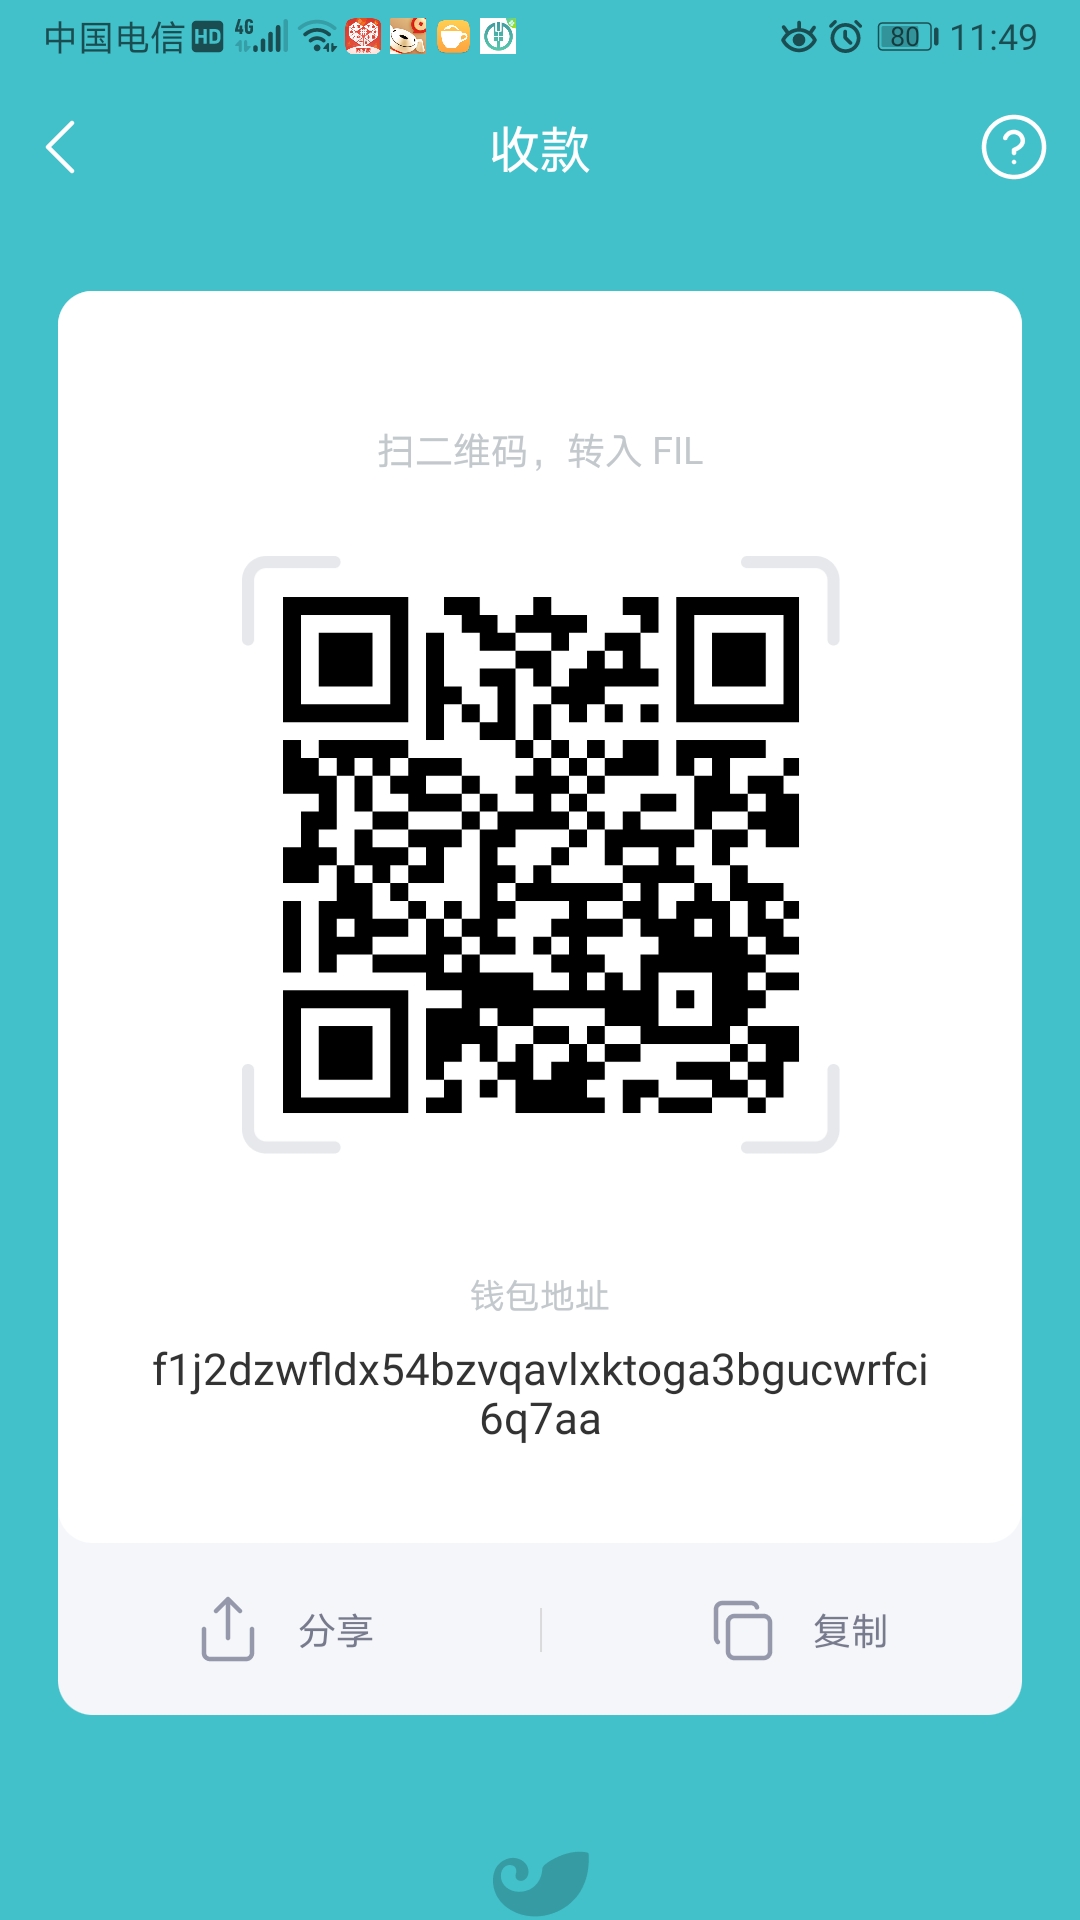 中国电信 HD 4G 80 11:49
收款
扫二维码，转入 FIL
钱包地址
f1j2dzwfldx54bzvqavlxktoga3bgucwrfci
6q7aa
分享 复制